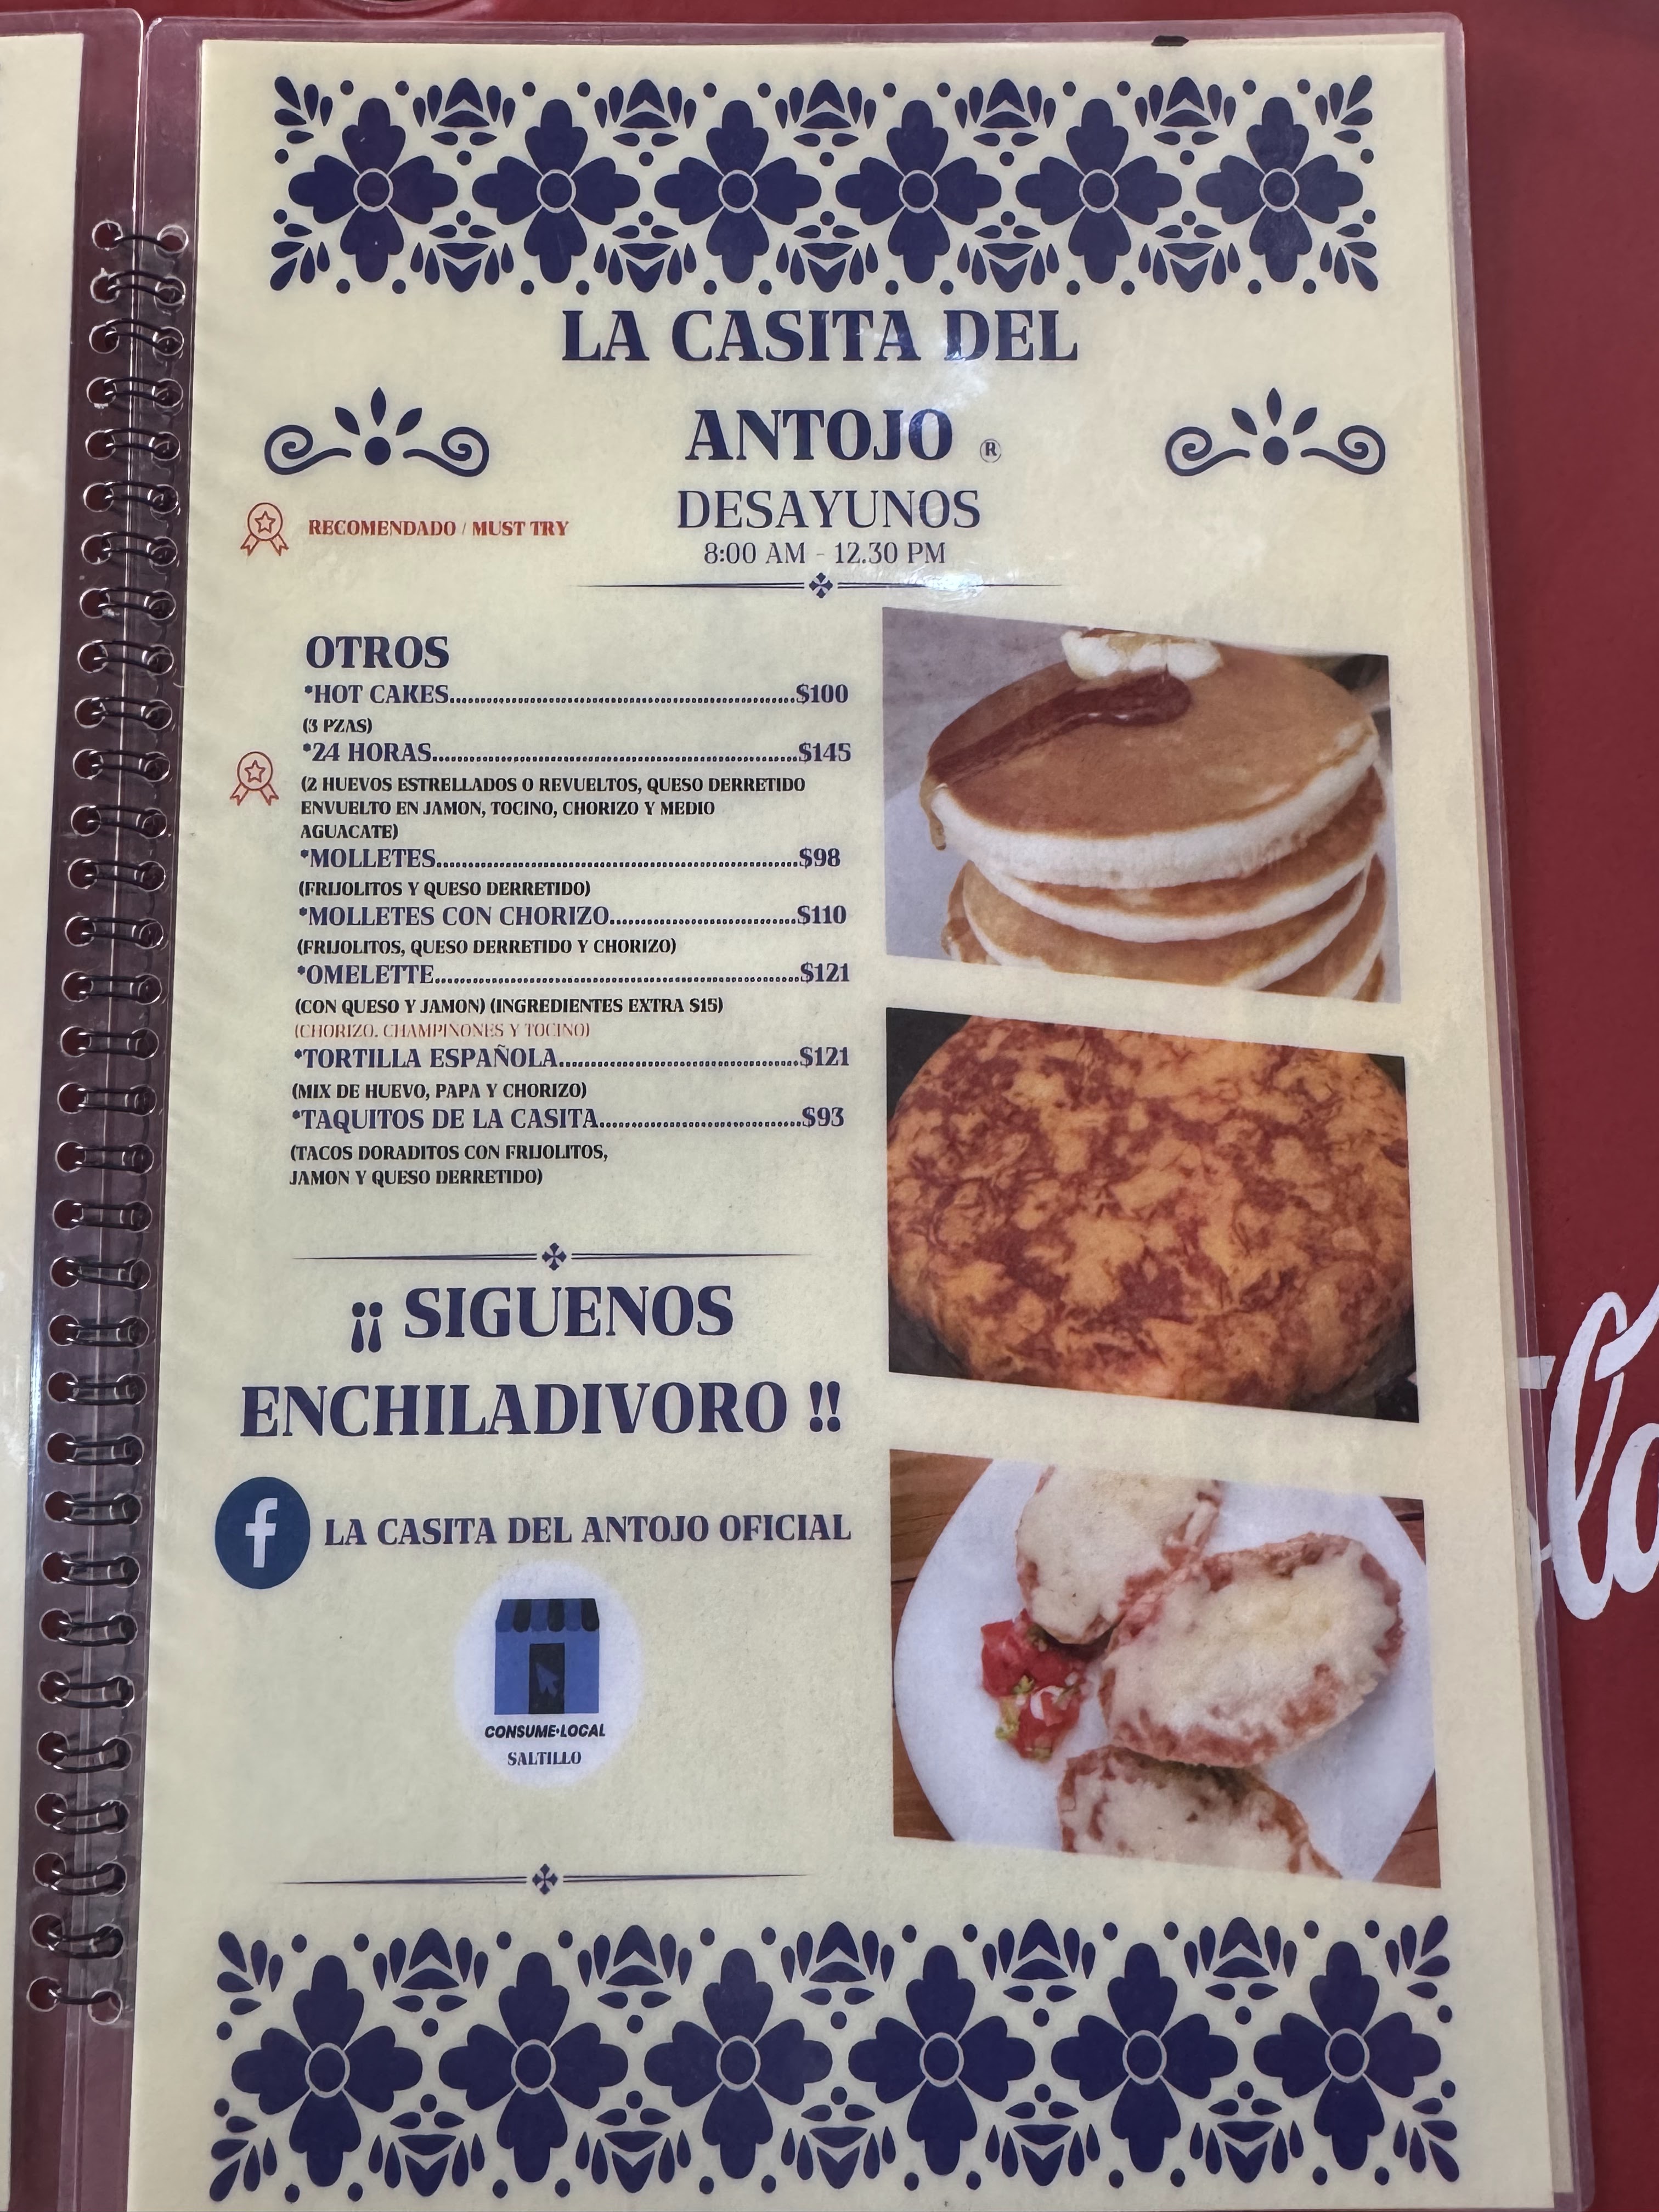 LA CASITA DEL
ANTOJO ®
DESAYUNOS
RECOMENDADO / MUST TRY
8:00 AM - 12.30 PM
OTROS
*HOT CAKES..........$100
(3 PZAS)
*24 HORAS..........$145
(2 HUEVOS ESTRELLADOS O REVUELTOS, QUESO DERRETIDO
ENVUELTO EN JAMON, TOCINO, CHORIZO Y MEDIO
AGUACATE)
*MOLLETES..........$98
(FRIJOLITOS Y QUESO DERRETIDO)
*MOLLETES CON CHORIZO..........$110
(FRIJOLITOS, QUESO DERRETIDO Y CHORIZO)
*OMELETTE..........$121
(CON QUESO Y JAMON) (INGREDIENTES EXTRA $15)
(CHORIZO. CHAMPIÑONES Y TOCINO)
*TORTILLA ESPAÑOLA..........$121
(MIX DE HUEVO, PAPA Y CHORIZO)
*TAQUITOS DE LA CASITA..........$93
(TACOS DORADITOS CON FRIJOLITOS,
JAMON Y QUESO DERRETIDO)
¡¡ SIGUENOS
ENCHILADIVORO !!
f LA CASITA DEL ANTOJO OFICIAL
CONSUME•LOCAL
SALTILLO